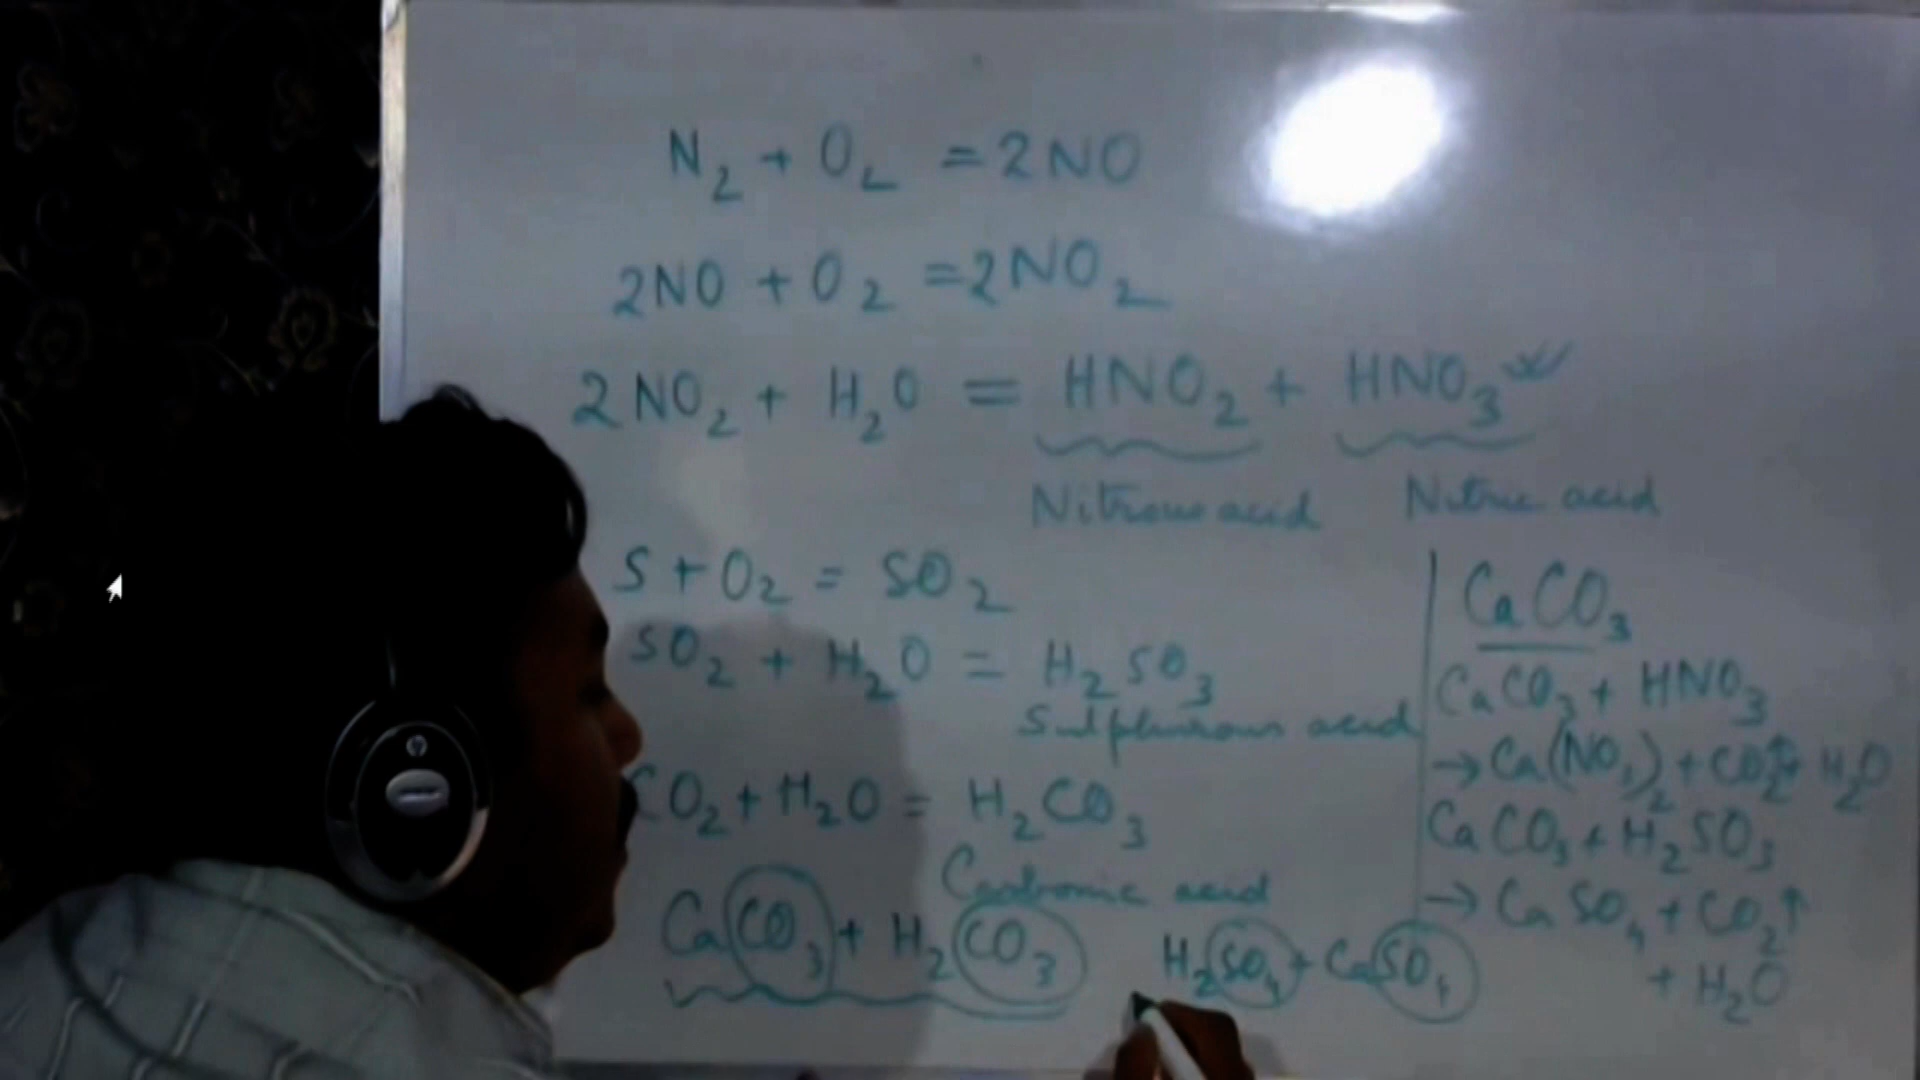 N₂ + O₂ = 2NO
2NO + O₂ = 2NO₂
2NO₂ + H₂O = HNO₂ + HNO₃
Nitrous acid Nitric acid
S + O₂ = SO₂
SO₂ + H₂O = H₂SO₃
Sulphurous acid
CO₂ + H₂O = H₂CO₃
Carbonic acid
CaCO₃ + H₂CO₃
H₂SO₄ + CaSO₄
CaCO₃
CaCO₃ + HNO₃
→ Ca(NO₃)₂ + CO₂↑ + H₂O
CaCO₃ + H₂SO₃
→ CaSO₄ + CO₂↑
+ H₂O